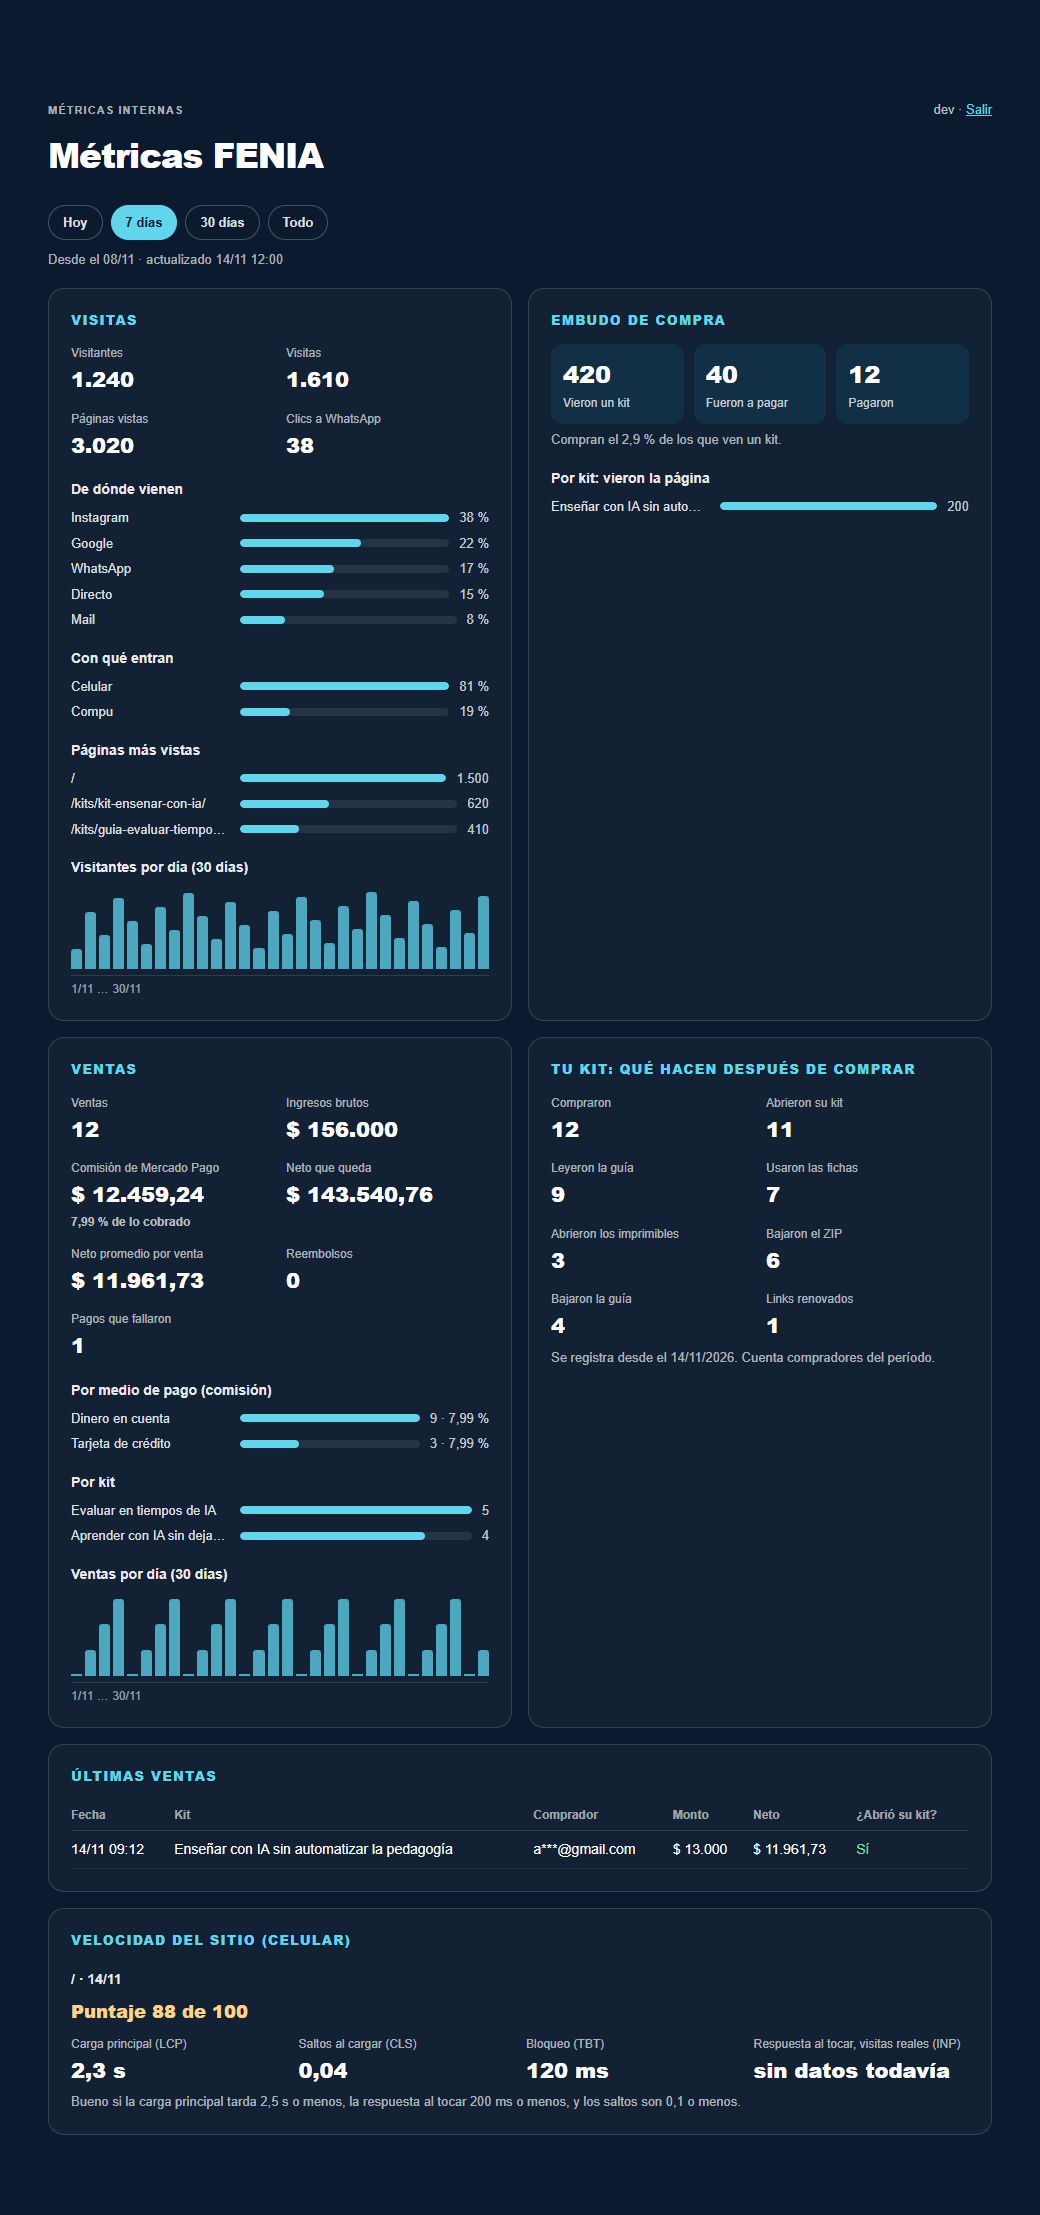 MÉTRICAS INTERNAS
dev · Salir
Métricas FENIA
Hoy
7 días
30 días
Todo
Desde el 08/11 · actualizado 14/11 12:00
VISITAS
Visitantes
1.240
Visitas
1.610
Páginas vistas
3.020
Clics a WhatsApp
38
De dónde vienen
Instagram 38 %
Google 22 %
WhatsApp 17 %
Directo 15 %
Mail 8 %
Con qué entran
Celular 81 %
Compu 19 %
Páginas más vistas
/ 1.500
/kits/kit-ensenar-con-ia/ 620
/kits/guia-evaluar-tiempo… 410
Visitantes por día (30 días)
1/11 … 30/11
EMBUDO DE COMPRA
420
Vieron un kit
40
Fueron a pagar
12
Pagaron
Compran el 2,9 % de los que ven un kit.
Por kit: vieron la página
Enseñar con IA sin auto… 200
VENTAS
Ventas
12
Ingresos brutos
$ 156.000
Comisión de Mercado Pago
$ 12.459,24
7,99 % de lo cobrado
Neto que queda
$ 143.540,76
Neto promedio por venta
$ 11.961,73
Reembolsos
0
Pagos que fallaron
1
Por medio de pago (comisión)
Dinero en cuenta 9 · 7,99 %
Tarjeta de crédito 3 · 7,99 %
Por kit
Evaluar en tiempos de IA 5
Aprender con IA sin deja… 4
Ventas por día (30 días)
1/11 … 30/11
TU KIT: QUÉ HACEN DESPUÉS DE COMPRAR
Compraron
12
Abrieron su kit
11
Leyeron la guía
9
Usaron las fichas
7
Abrieron los imprimibles
3
Bajaron el ZIP
6
Bajaron la guía
4
Links renovados
1
Se registra desde el 14/11/2026. Cuenta compradores del período.
ÚLTIMAS VENTAS
Fecha Kit Comprador Monto Neto ¿Abrió su kit?
14/11 09:12 Enseñar con IA sin automatizar la pedagogía a***@gmail.com $ 13.000 $ 11.961,73 Sí
VELOCIDAD DEL SITIO (CELULAR)
/ · 14/11
Puntaje 88 de 100
Carga principal (LCP)
2,3 s
Saltos al cargar (CLS)
0,04
Bloqueo (TBT)
120 ms
Respuesta al tocar, visitas reales (INP)
sin datos todavía
Bueno si la carga principal tarda 2,5 s o menos, la respuesta al tocar 200 ms o menos, y los saltos son 0,1 o menos.